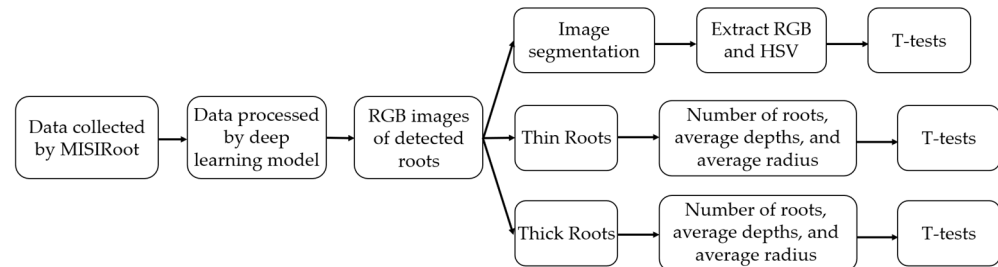 Data collected
by MISIRoot
Data processed
by deep
learning model
RGB images
of detected
roots
Image
segmentation
Extract RGB
and HSV
T-tests
Thin Roots
Number of roots,
average depths, and
average radius
T-tests
Thick Roots
Number of roots,
average depths, and
average radius
T-tests